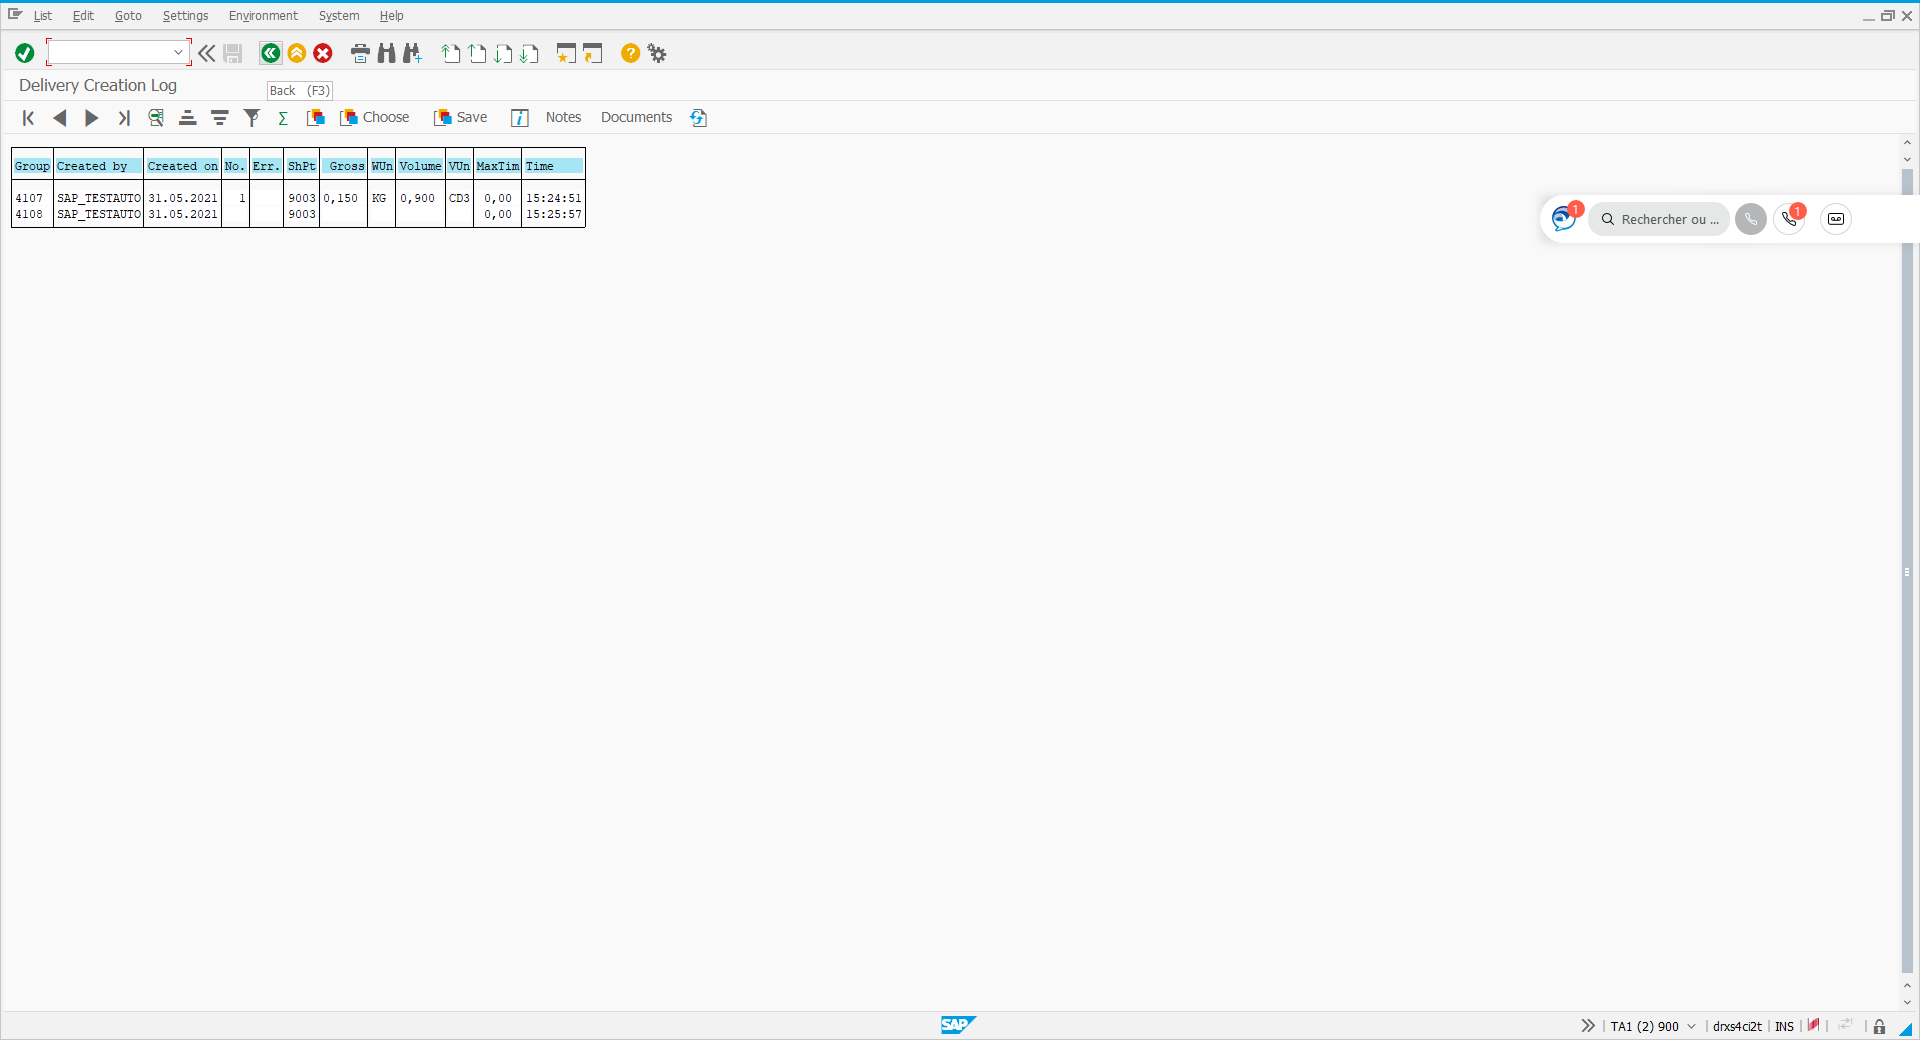 List Edit Goto Settings Environment System Help
Delivery Creation Log
Back (F3)
Choose Save Notes Documents
Group Created by Created on No. Err. ShPt Gross WUn Volume VUn MaxTim Time
4107 SAP_TESTAUTO 31.05.2021 1 9003 0,150 KG 0,900 CD3 0,00 15:24:51
4108 SAP_TESTAUTO 31.05.2021 9003 0,00 15:25:57
1 Rechercher ou ... 1
SAP
TA1 (2) 900 drxs4ci2t INS